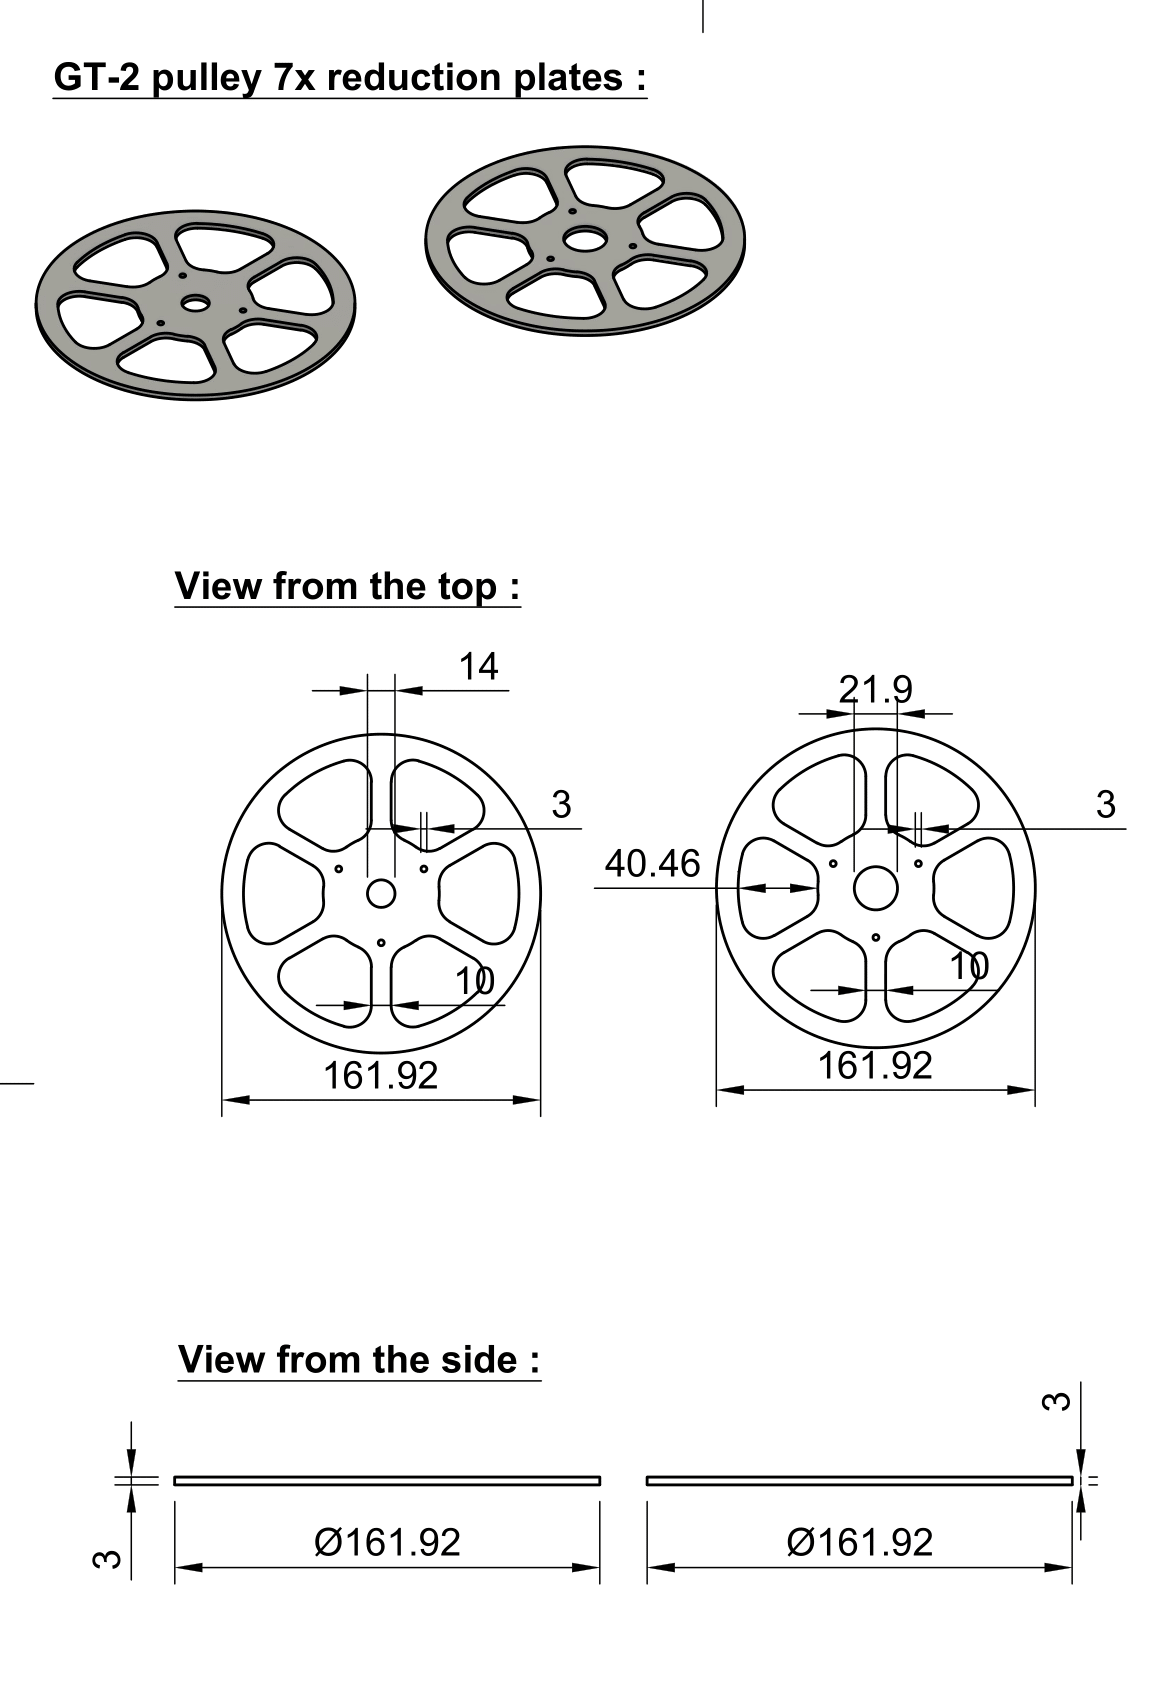 GT-2 pulley 7x reduction plates :
View from the top :
14
21.9
3
3
40.46
10
10
161.92
161.92
View from the side :
3
3
Ø161.92
Ø161.92